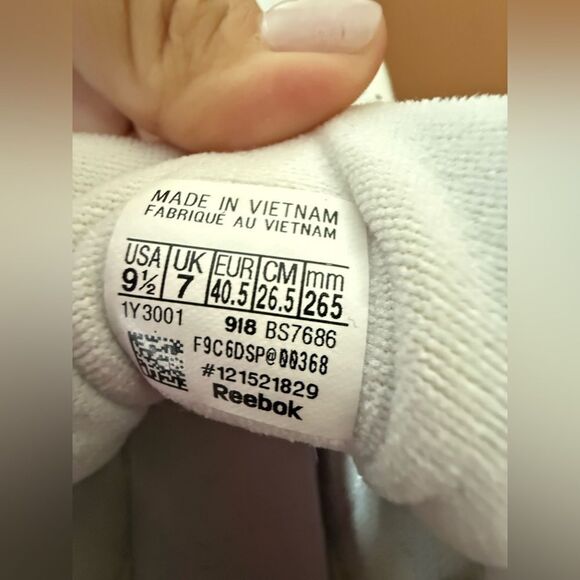 MADE IN VIETNAM
FABRIQUÉ AU VIETNAM
USA UK EUR CM mm
9½ 7 40.5 26.5 265
1Y3001 918 BS7686
F9C6DSP@00368
#121521829
Reebok